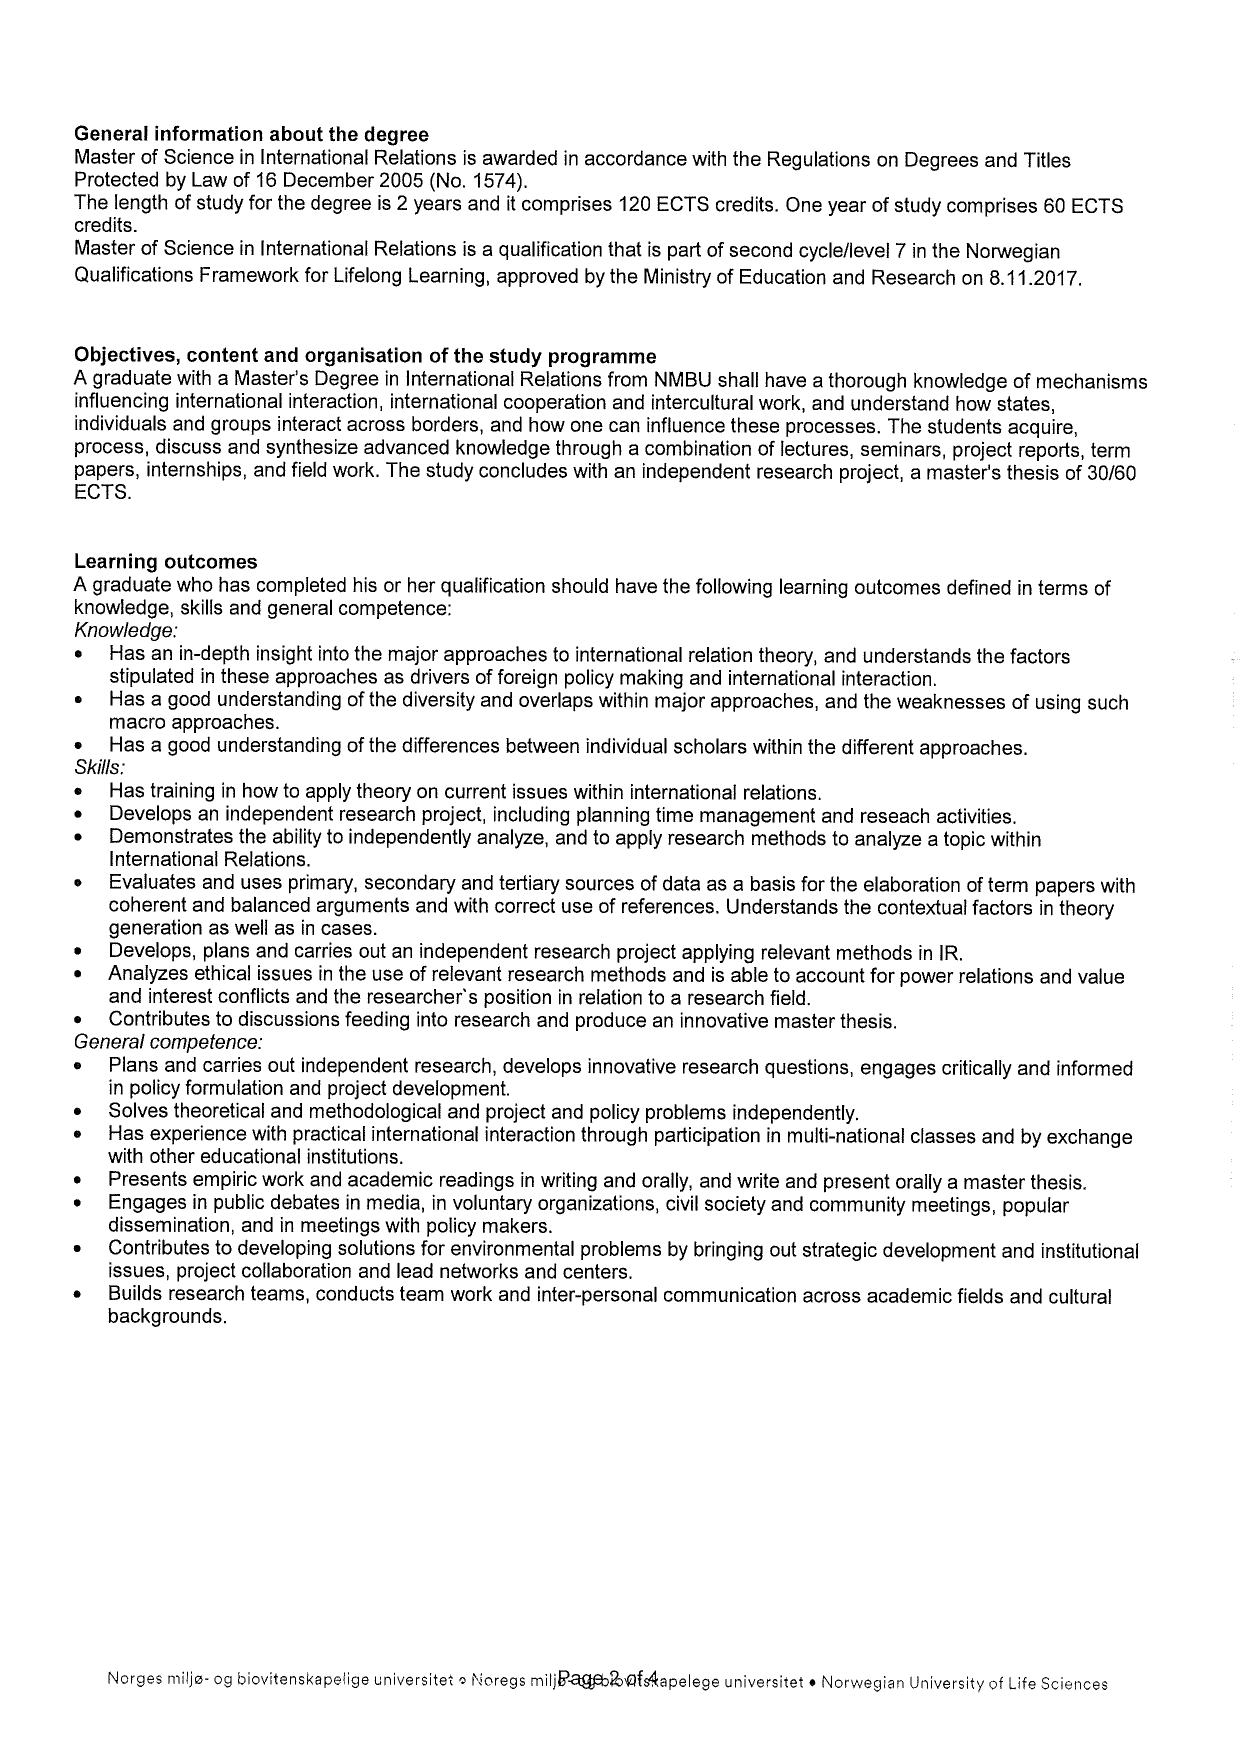 General information about the degree
Master of Science in International Relations is awarded in accordance with the Regulations on Degrees and Titles
Protected by Law of 16 December 2005 (No. 1574).
The length of study for the degree is 2 years and it comprises 120 ECTS credits. One year of study comprises 60 ECTS
credits.
Master of Science in International Relations is a qualification that is part of second cycle/level 7 in the Norwegian
Qualifications Framework for Lifelong Learning, approved by the Ministry of Education and Research on 8.11.2017.
Objectives, content and organisation of the study programme
A graduate with a Master's Degree in International Relations from NMBU shall have a thorough knowledge of mechanisms
influencing international interaction, international cooperation and intercultural work, and understand how states,
individuals and groups interact across borders, and how one can influence these processes. The students acquire,
process, discuss and synthesize advanced knowledge through a combination of lectures, seminars, project reports, term
papers, internships, and field work. The study concludes with an independent research project, a master's thesis of 30/60
ECTS.
Learning outcomes
A graduate who has completed his or her qualification should have the following learning outcomes defined in terms of
knowledge, skills and general competence:
Knowledge:
• Has an in-depth insight into the major approaches to international relation theory, and understands the factors
stipulated in these approaches as drivers of foreign policy making and international interaction.
• Has a good understanding of the diversity and overlaps within major approaches, and the weaknesses of using such
macro approaches.
• Has a good understanding of the differences between individual scholars within the different approaches.
Skills:
• Has training in how to apply theory on current issues within international relations.
• Develops an independent research project, including planning time management and reseach activities.
• Demonstrates the ability to independently analyze, and to apply research methods to analyze a topic within
International Relations.
• Evaluates and uses primary, secondary and tertiary sources of data as a basis for the elaboration of term papers with
coherent and balanced arguments and with correct use of references. Understands the contextual factors in theory
generation as well as in cases.
• Develops, plans and carries out an independent research project applying relevant methods in IR.
• Analyzes ethical issues in the use of relevant research methods and is able to account for power relations and value
and interest conflicts and the researcher`s position in relation to a research field.
• Contributes to discussions feeding into research and produce an innovative master thesis.
General competence:
• Plans and carries out independent research, develops innovative research questions, engages critically and informed
in policy formulation and project development.
• Solves theoretical and methodological and project and policy problems independently.
• Has experience with practical international interaction through participation in multi-national classes and by exchange
with other educational institutions.
• Presents empiric work and academic readings in writing and orally, and write and present orally a master thesis.
• Engages in public debates in media, in voluntary organizations, civil society and community meetings, popular
dissemination, and in meetings with policy makers.
• Contributes to developing solutions for environmental problems by bringing out strategic development and institutional
issues, project collaboration and lead networks and centers.
• Builds research teams, conducts team work and inter-personal communication across academic fields and cultural
backgrounds.
Norges miljø- og biovitenskapelige universitet • Noregs miljø- og biovitskapelege universitet • Norwegian University of Life Sciences
Page 2 of 4